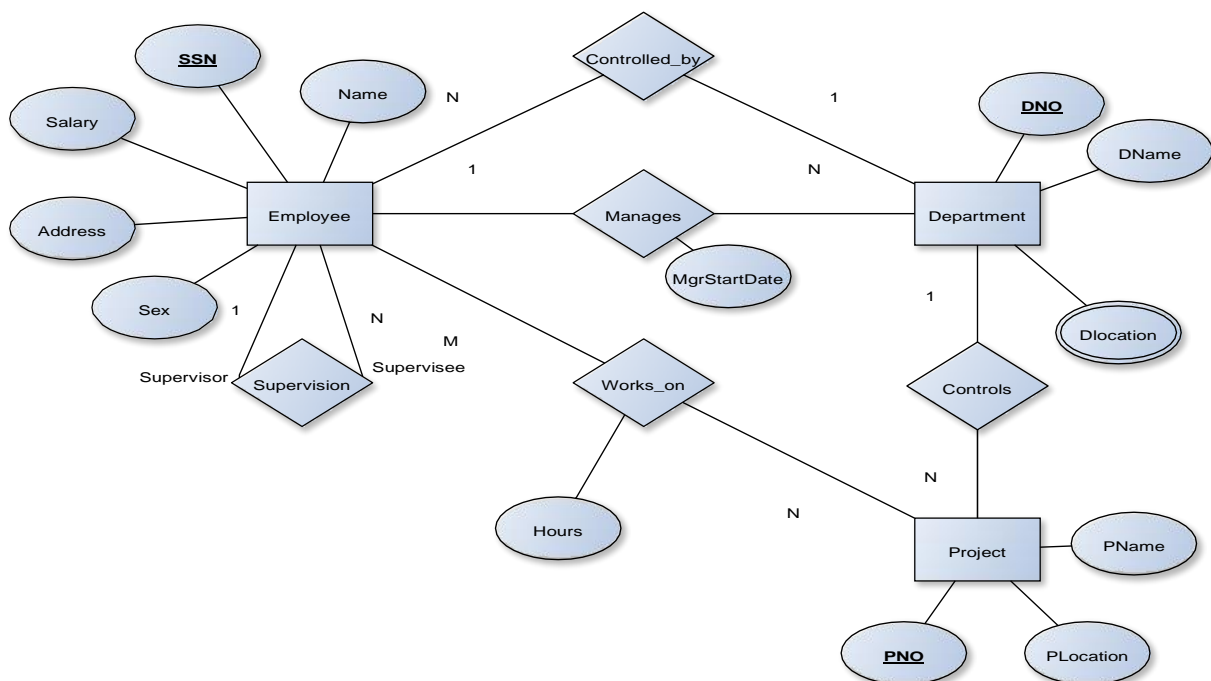 Controlled_by
SSN
Name
N
1
DNO
Salary
DName
1
N
Employee
Manages
Department
Address
MgrStartDate
Sex
1
N
1
Dlocation
M
Supervisor
Supervision
Supervisee
Works_on
Controls
N
Hours
N
Project
PName
PNO
PLocation